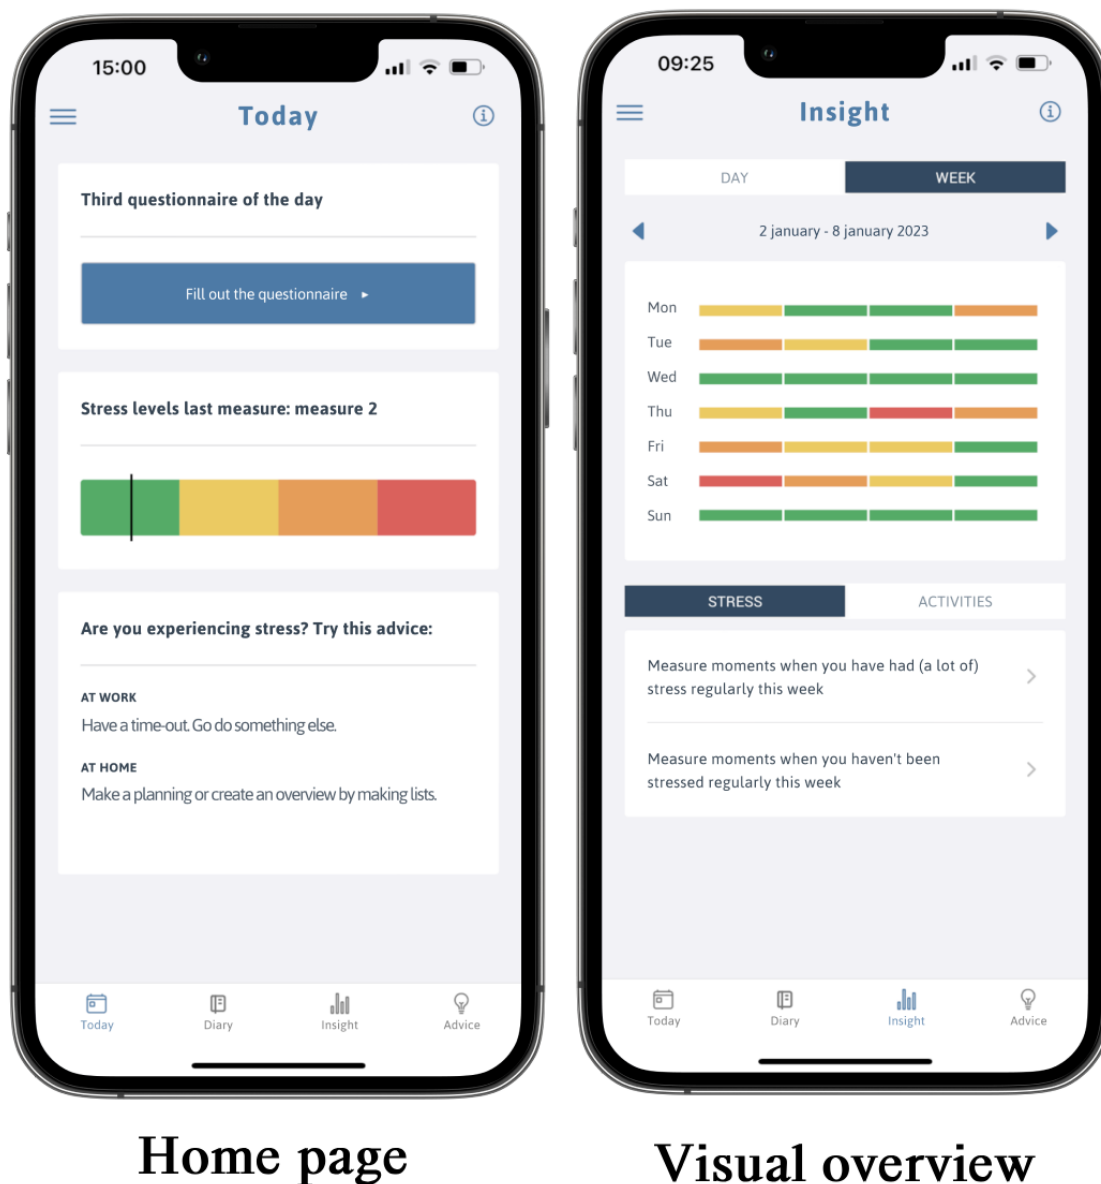 15:00
Today
Third questionnaire of the day
Fill out the questionnaire ▸
Stress levels last measure: measure 2
Are you experiencing stress? Try this advice:
AT WORK
Have a time-out. Go do something else.
AT HOME
Make a planning or create an overview by making lists.
Today Diary Insight Advice
Home page
09:25
Insight
DAY WEEK
2 january - 8 january 2023
Mon
Tue
Wed
Thu
Fri
Sat
Sun
STRESS ACTIVITIES
Measure moments when you have had (a lot of)
stress regularly this week
Measure moments when you haven't been
stressed regularly this week
Today Diary Insight Advice
Visual overview